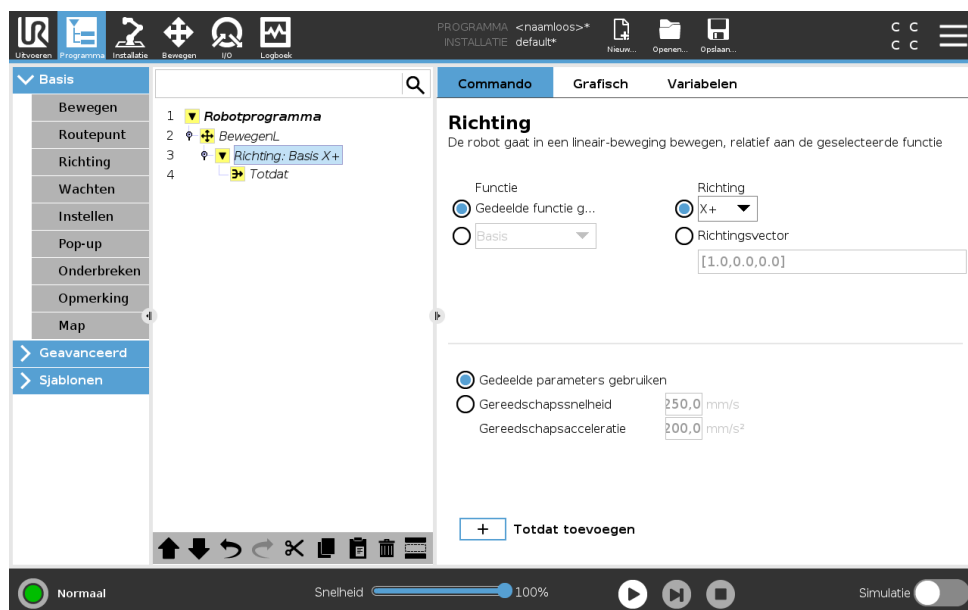 UR
PROGRAMMA <naamloos>*
INSTALLATIE default*
Uitvoeren Programma Installatie Bewegen I/O Logboek
Nieuw... Openen... Opslaan...
C C
C C
Basis
Bewegen
Routepunt
Richting
Wachten
Instellen
Pop-up
Onderbreken
Opmerking
Map
Geavanceerd
Sjablonen
1 Robotprogramma
2 BewegenL
3 Richting: Basis X+
4 Totdat
Commando Grafisch Variabelen
Richting
De robot gaat in een lineair-beweging bewegen, relatief aan de geselecteerde functie
Functie Richting
Gedeelde functie g... X+
Basis Richtingsvector
[1.0,0.0,0.0]
Gedeelde parameters gebruiken
Gereedschapssnelheid 250,0 mm/s
Gereedschapsacceleratie 200,0 mm/s²
+ Totdat toevoegen
Normaal Snelheid 100% Simulatie